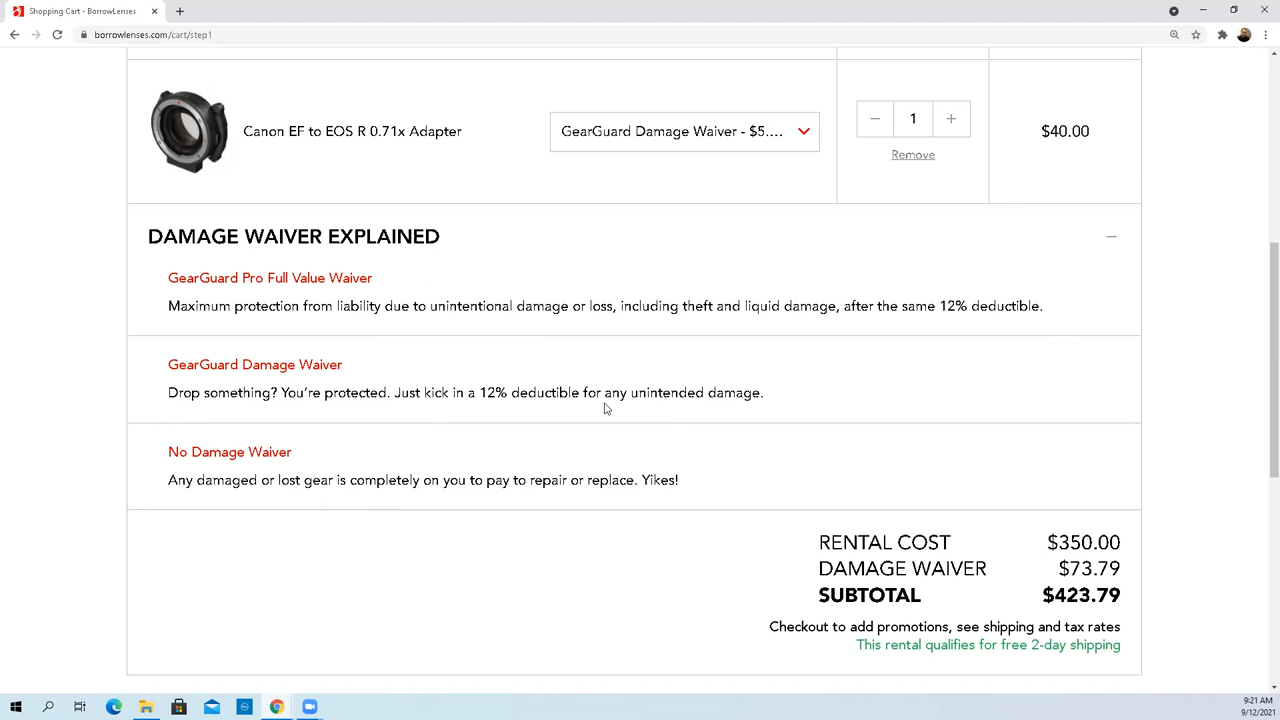 Shopping Cart - BorrowLenses
borrowlenses.com/cart/step1
Canon EF to EOS R 0.71x Adapter
GearGuard Damage Waiver - $5....
1
Remove
$40.00
DAMAGE WAIVER EXPLAINED
GearGuard Pro Full Value Waiver
Maximum protection from liability due to unintentional damage or loss, including theft and liquid damage, after the same 12% deductible.
GearGuard Damage Waiver
Drop something? You're protected. Just kick in a 12% deductible for any unintended damage.
No Damage Waiver
Any damaged or lost gear is completely on you to pay to repair or replace. Yikes!
RENTAL COST $350.00
DAMAGE WAIVER $73.79
SUBTOTAL $423.79
Checkout to add promotions, see shipping and tax rates
This rental qualifies for free 2-day shipping
9:21 AM
9/12/2021